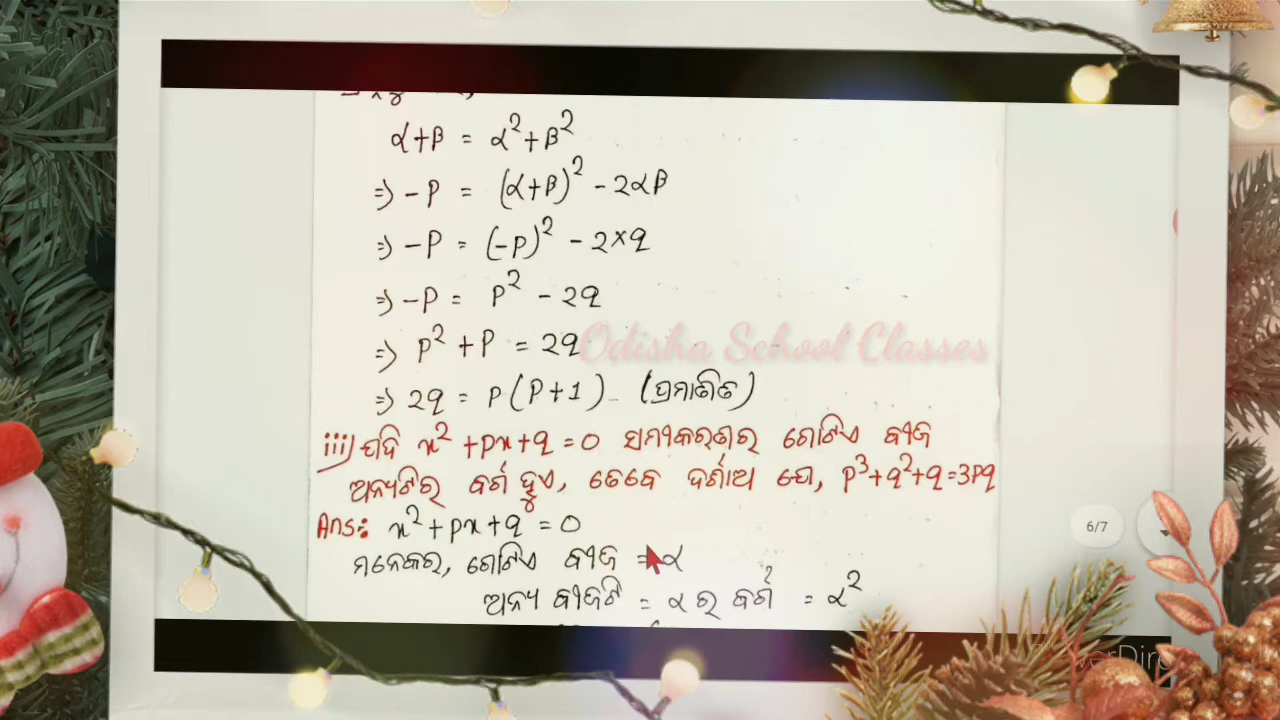 α+β = α²+β²
⇒ -P = (α+β)² - 2αβ
⇒ -P = (-P)² - 2×q
⇒ -P = P² - 2q
⇒ P² + P = 2q
Odisha School Classes
⇒ 2q = P(P+1) (ପ୍ରମାଣିତ)
iii) ଯଦି x² + px + q = 0 ସମୀକରଣର ଗୋଟିଏ ବୀଜ
ଅନ୍ୟଟିର ବର୍ଗ ହୁଏ, ତେବେ ଦର୍ଶାଅ ଯେ, p³+q²+q=3pq
Ans: x² + px + q = 0
6/7
ମନେକର, ଗୋଟିଏ ବୀଜ = α
ଅନ୍ୟ ବୀଜଟି = α ର ବର୍ଗ = α²